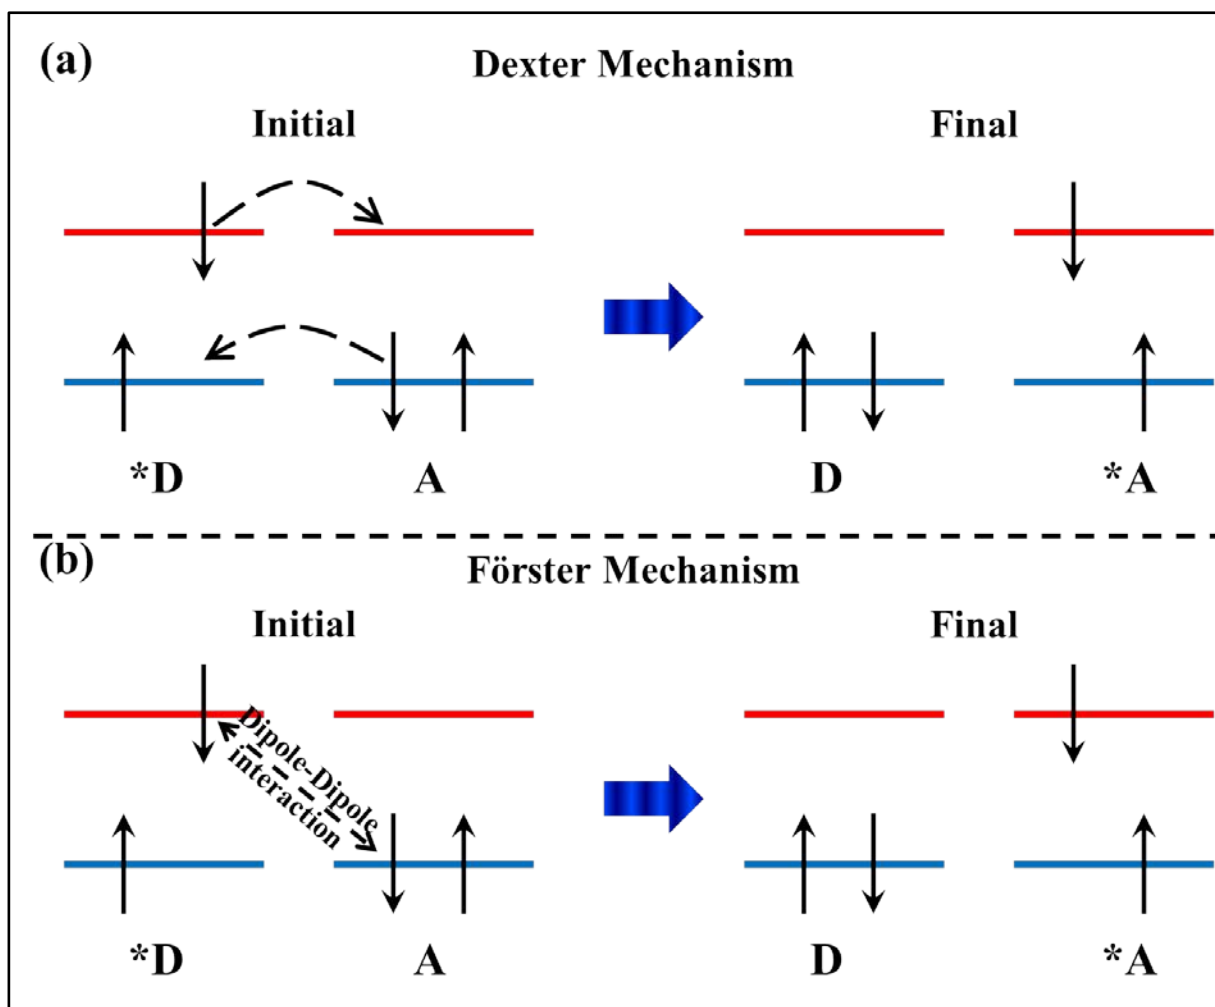 (a)
Dexter Mechanism
Initial
Final
*D
A
D
*A
(b)
Förster Mechanism
Initial
Final
Dipole-Dipole
interaction
*D
A
D
*A